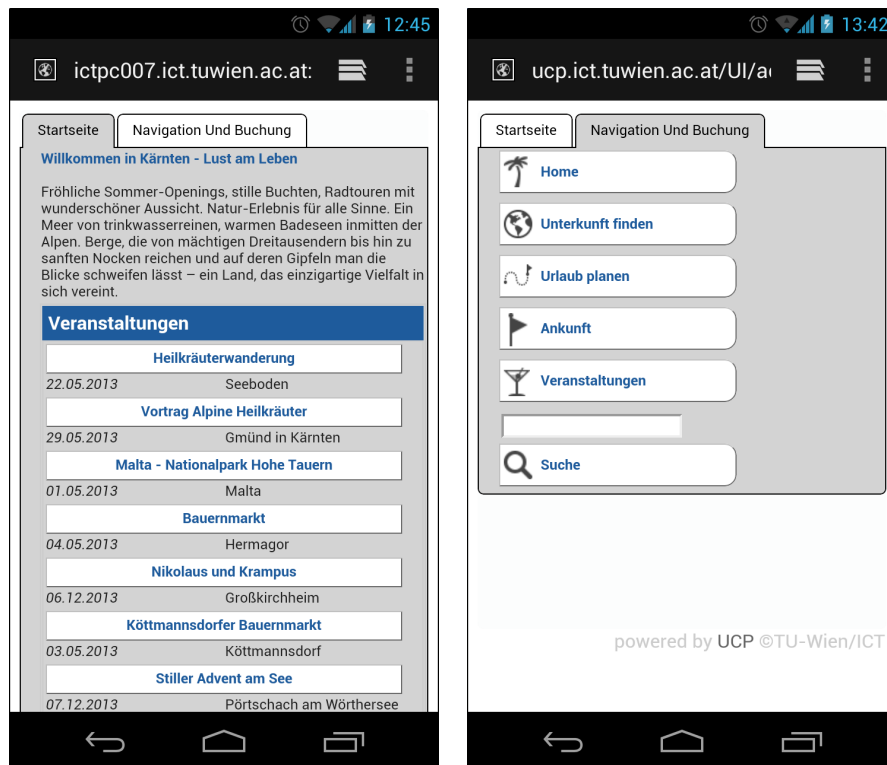 12:45
ictpc007.ict.tuwien.ac.at:
Startseite
Navigation Und Buchung
Willkommen in Kärnten - Lust am Leben
Fröhliche Sommer-Openings, stille Buchten, Radtouren mit
wunderschöner Aussicht. Natur-Erlebnis für alle Sinne. Ein
Meer von trinkwasserreinen, warmen Badeseen inmitten der
Alpen. Berge, die von mächtigen Dreitausendern bis hin zu
sanften Nocken reichen und auf deren Gipfeln man die
Blicke schweifen lässt – ein Land, das einzigartige Vielfalt in
sich vereint.
Veranstaltungen
Heilkräuterwanderung
22.05.2013 Seeboden
Vortrag Alpine Heilkräuter
29.05.2013 Gmünd in Kärnten
Malta - Nationalpark Hohe Tauern
01.05.2013 Malta
Bauernmarkt
04.05.2013 Hermagor
Nikolaus und Krampus
06.12.2013 Großkirchheim
Köttmannsdorfer Bauernmarkt
03.05.2013 Köttmannsdorf
Stiller Advent am See
07.12.2013 Pörtschach am Wörthersee
13:42
ucp.ict.tuwien.ac.at/UI/a
Startseite
Navigation Und Buchung
Home
Unterkunft finden
Urlaub planen
Ankunft
Veranstaltungen
Suche
powered by UCP ©TU-Wien/ICT